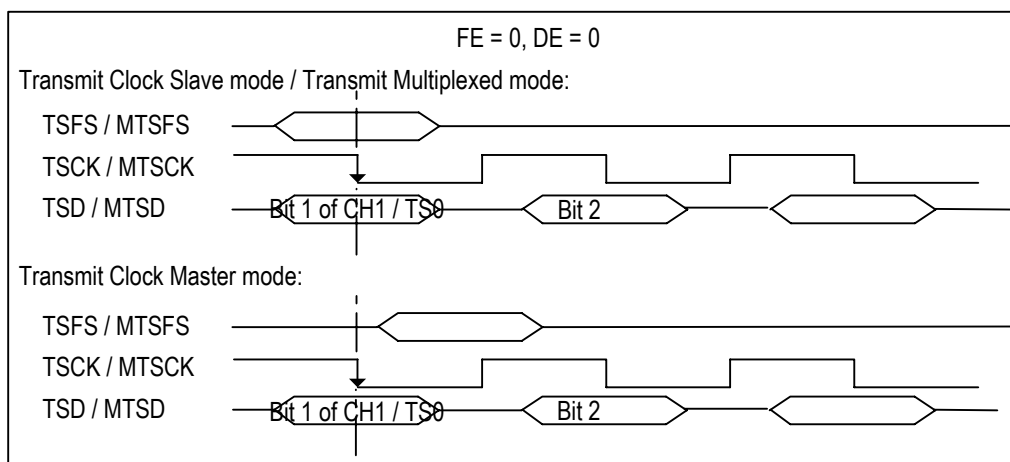 FE = 0, DE = 0
Transmit Clock Slave mode / Transmit Multiplexed mode:
TSFS / MTSFS
TSCK / MTSCK
TSD / MTSD Bit 1 of CH1 / TS0 Bit 2
Transmit Clock Master mode:
TSFS / MTSFS
TSCK / MTSCK
TSD / MTSD Bit 1 of CH1 / TS0 Bit 2